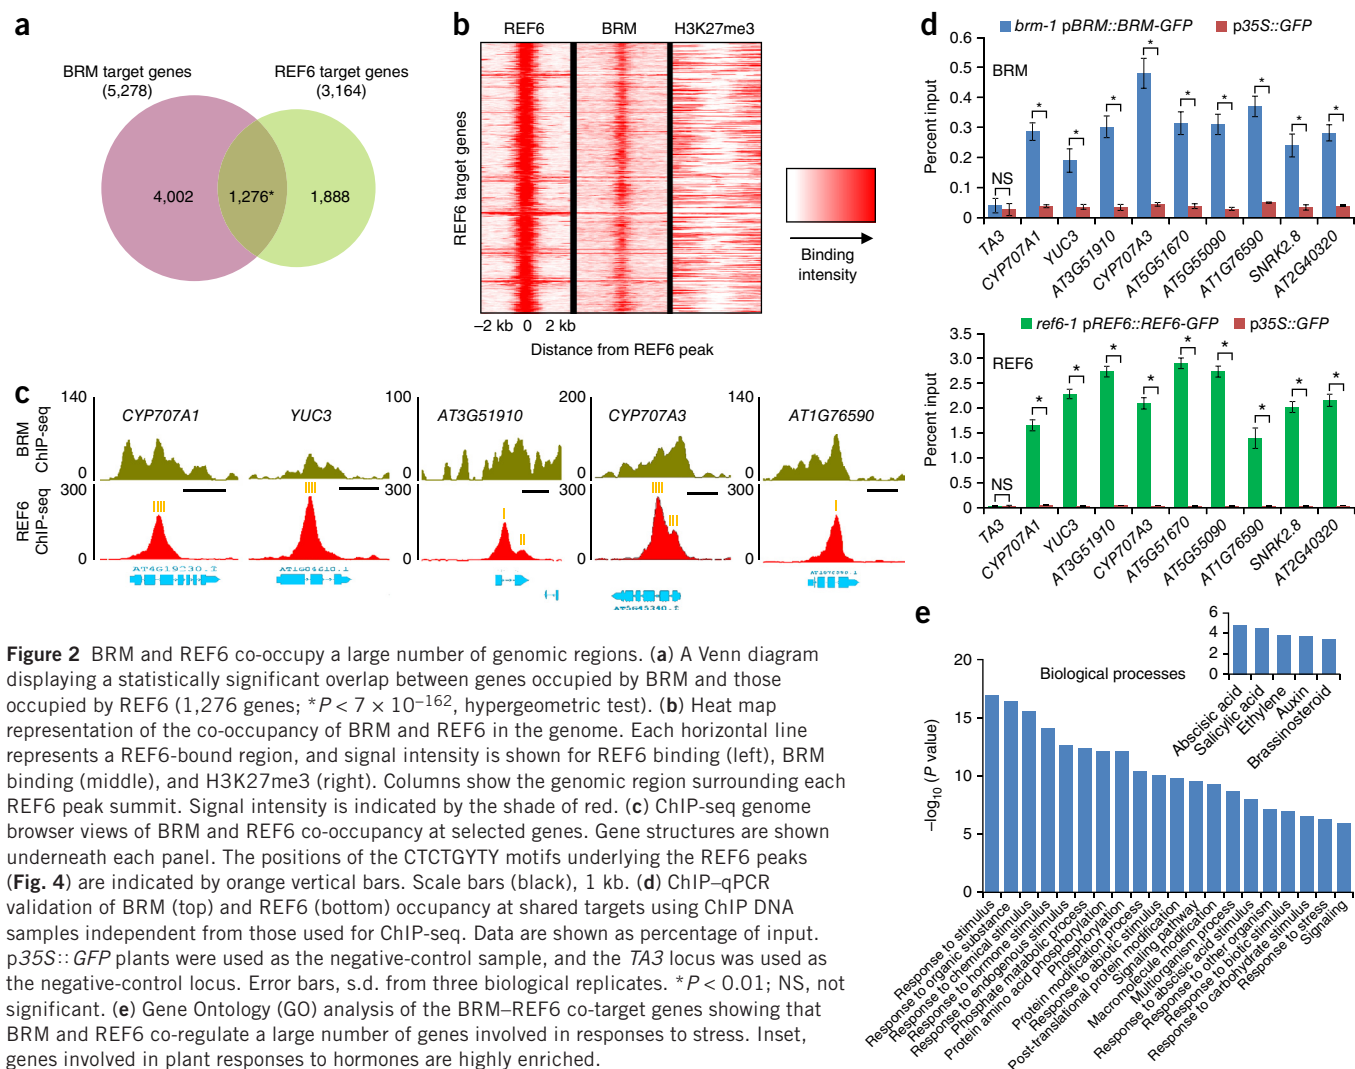 a
BRM target genes
(5,278)
REF6 target genes
(3,164)
4,002
1,276*
1,888
b
REF6
BRM
H3K27me3
REF6 target genes
–2 kb 0 2 kb
Distance from REF6 peak
Binding
intensity
c
140
100
200
140
CYP707A1
YUC3
AT3G51910
CYP707A3
AT1G76590
BRM
ChIP-seq
0
0
0
0
300
300
300
300
REF6
ChIP-seq
0
0
0
0
AT4G19230.2
d
brm-1 pBRM::BRM-GFP
p35S::GFP
0.6
0.5
0.4
0.3
0.2
0.1
0
Percent input
BRM
NS
* * * * * * * * *
TA3
CYP707A1
YUC3
AT3G51910
CYP707A3
AT5G51670
AT5G55090
AT1G76590
SNRK2.8
AT2G40320
ref6-1 pREF6::REF6-GFP
p35S::GFP
3.5
3.0
2.5
2.0
1.5
1.0
0.5
0
Percent input
REF6
NS
* * * * * * * * *
TA3
CYP707A1
YUC3
AT3G51910
CYP707A3
AT5G51670
AT5G55090
AT1G76590
SNRK2.8
AT2G40320
e
20
15
10
5
0
–log10 (P value)
Biological processes
6
4
2
0
Abscisic acid
Salicylic acid
Ethylene
Auxin
Brassinosteroid
Response to stimulus
Response to organic substance
Response to chemical stimulus
Response to hormone stimulus
Response to endogenous stimulus
Phosphate metabolic process
Protein amino acid phosphorylation
Phosphorylation
Protein modification process
Response to abiotic stimulus
Post-translational protein modification
Signaling pathway
Macromolecule modification
Multiorganism process
Response to abscisic acid stimulus
Response to other organism
Response to biotic stimulus
Response to carbohydrate stimulus
Response to stress
Signaling
Figure 2 BRM and REF6 co-occupy a large number of genomic regions. (a) A Venn diagram
displaying a statistically significant overlap between genes occupied by BRM and those
occupied by REF6 (1,276 genes; *P < 7 × 10–162, hypergeometric test). (b) Heat map
representation of the co-occupancy of BRM and REF6 in the genome. Each horizontal line
represents a REF6-bound region, and signal intensity is shown for REF6 binding (left), BRM
binding (middle), and H3K27me3 (right). Columns show the genomic region surrounding each
REF6 peak summit. Signal intensity is indicated by the shade of red. (c) ChIP-seq genome
browser views of BRM and REF6 co-occupancy at selected genes. Gene structures are shown
underneath each panel. The positions of the CTCTGYTY motifs underlying the REF6 peaks
(Fig. 4) are indicated by orange vertical bars. Scale bars (black), 1 kb. (d) ChIP–qPCR
validation of BRM (top) and REF6 (bottom) occupancy at shared targets using ChIP DNA
samples independent from those used for ChIP-seq. Data are shown as percentage of input.
p35S::GFP plants were used as the negative-control sample, and the TA3 locus was used as
the negative-control locus. Error bars, s.d. from three biological replicates. *P < 0.01; NS, not
significant. (e) Gene Ontology (GO) analysis of the BRM–REF6 co-target genes showing that
BRM and REF6 co-regulate a large number of genes involved in responses to stress. Inset,
genes involved in plant responses to hormones are highly enriched.